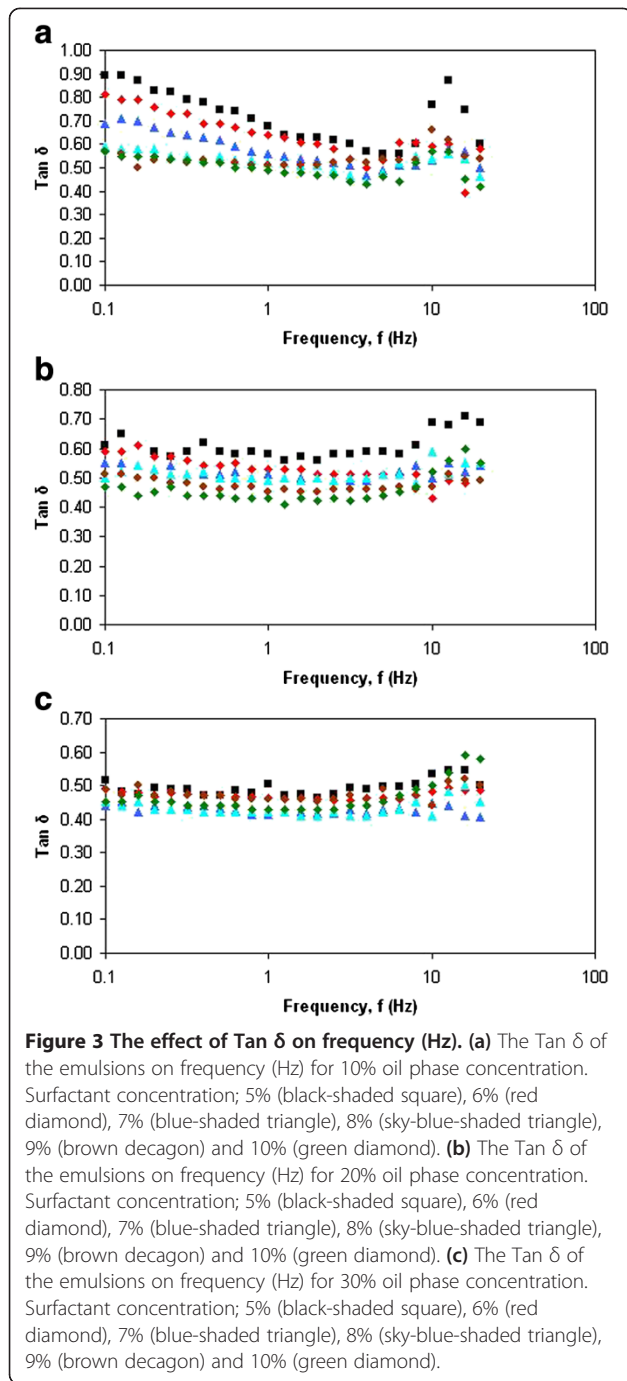 a
1.00
0.90
0.80
0.70
0.60
0.50
0.40
0.30
0.20
0.10
0.00
Tan δ
0.1 1 10 100
Frequency, f (Hz)
b
0.80
0.70
0.60
0.50
0.40
0.30
0.20
0.10
0.00
Tan δ
0.1 1 10 100
Frequency, f (Hz)
c
0.70
0.60
0.50
0.40
0.30
0.20
0.10
0.00
Tan δ
0.1 1 10 100
Frequency, f (Hz)
Figure 3 The effect of Tan δ on frequency (Hz). (a) The Tan δ of
the emulsions on frequency (Hz) for 10% oil phase concentration.
Surfactant concentration; 5% (black-shaded square), 6% (red
diamond), 7% (blue-shaded triangle), 8% (sky-blue-shaded triangle),
9% (brown decagon) and 10% (green diamond). (b) The Tan δ of
the emulsions on frequency (Hz) for 20% oil phase concentration.
Surfactant concentration; 5% (black-shaded square), 6% (red
diamond), 7% (blue-shaded triangle), 8% (sky-blue-shaded triangle),
9% (brown decagon) and 10% (green diamond). (c) The Tan δ of
the emulsions on frequency (Hz) for 30% oil phase concentration.
Surfactant concentration; 5% (black-shaded square), 6% (red
diamond), 7% (blue-shaded triangle), 8% (sky-blue-shaded triangle),
9% (brown decagon) and 10% (green diamond).